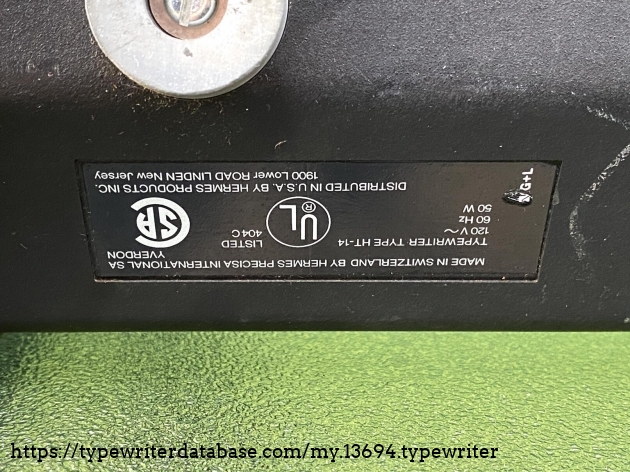 MADE IN SWITZERLAND BY HERMES PRECISA INTERNATIONAL SA
YVERDON
TYPEWRITER TYPE HT-14
120 V ~
60 Hz
50 W
UL ®
LISTED
404 C
SA
DISTRIBUTED IN U.S.A. BY HERMES PRODUCTS INC.
1900 Lower ROAD LINDEN New Jersey
G+L
https://typewriterdatabase.com/my.13694.typewriter